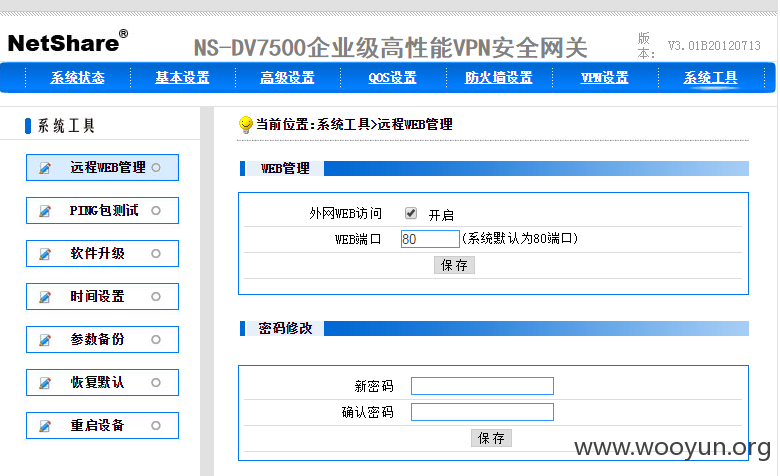 NetShare®
NS-DV7500企业级高性能VPN安全网关
版本: V3.01B20120713
系统状态 基本设置 高级设置 QOS设置 防火墙设置 VPN设置 系统工具
系统工具
远程WEB管理
PING包测试
软件升级
时间设置
参数备份
恢复默认
重启设备
当前位置:系统工具>远程WEB管理
WEB管理
外网WEB访问 开启
WEB端口 80 (系统默认为80端口)
保存
密码修改
新密码
确认密码
保存
www.wooyun.org